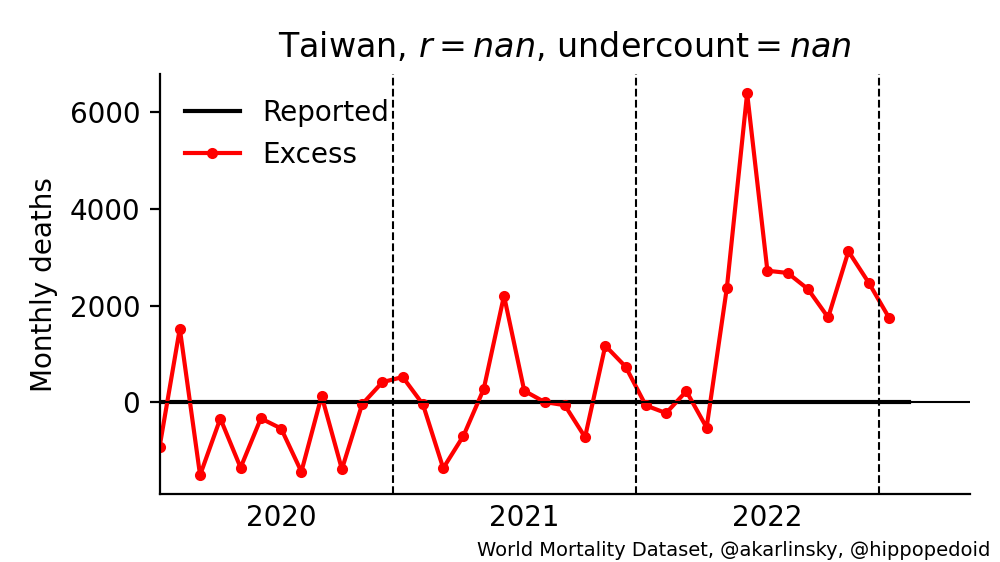 Taiwan, r = nan, undercount = nan
Reported
Excess
Monthly deaths
6000
4000
2000
0
2020 2021 2022
World Mortality Dataset, @akarlinsky, @hippopedoid